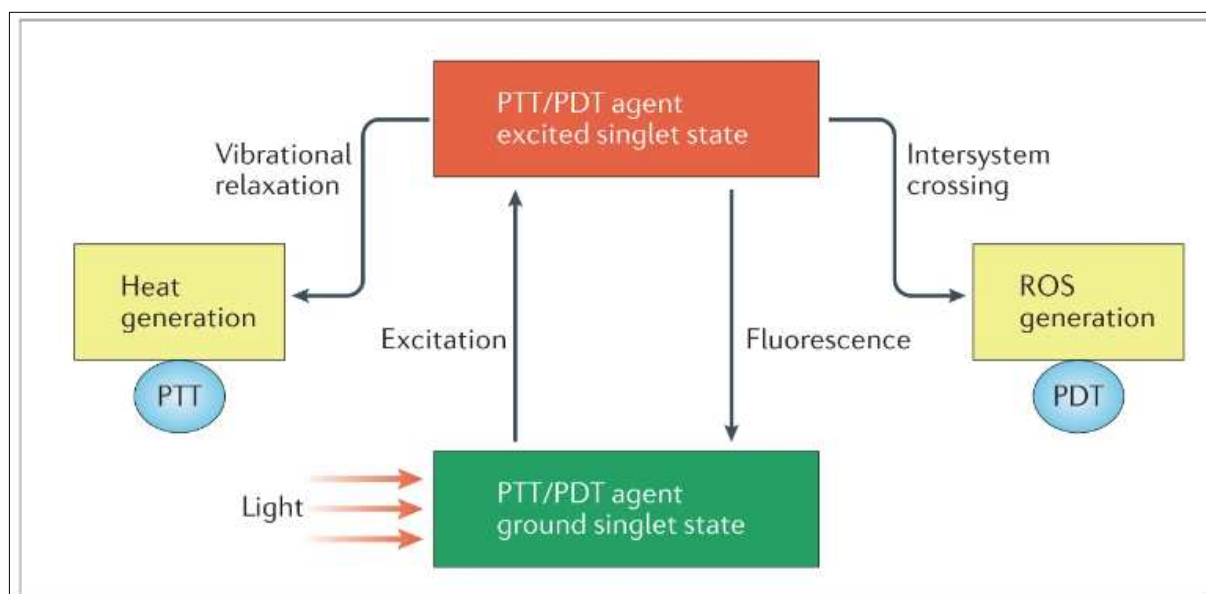 PTT/PDT agent
excited singlet state
Vibrational
relaxation
Intersystem
crossing
Heat
generation
ROS
generation
Excitation
Fluorescence
PTT
PDT
Light
PTT/PDT agent
ground singlet state